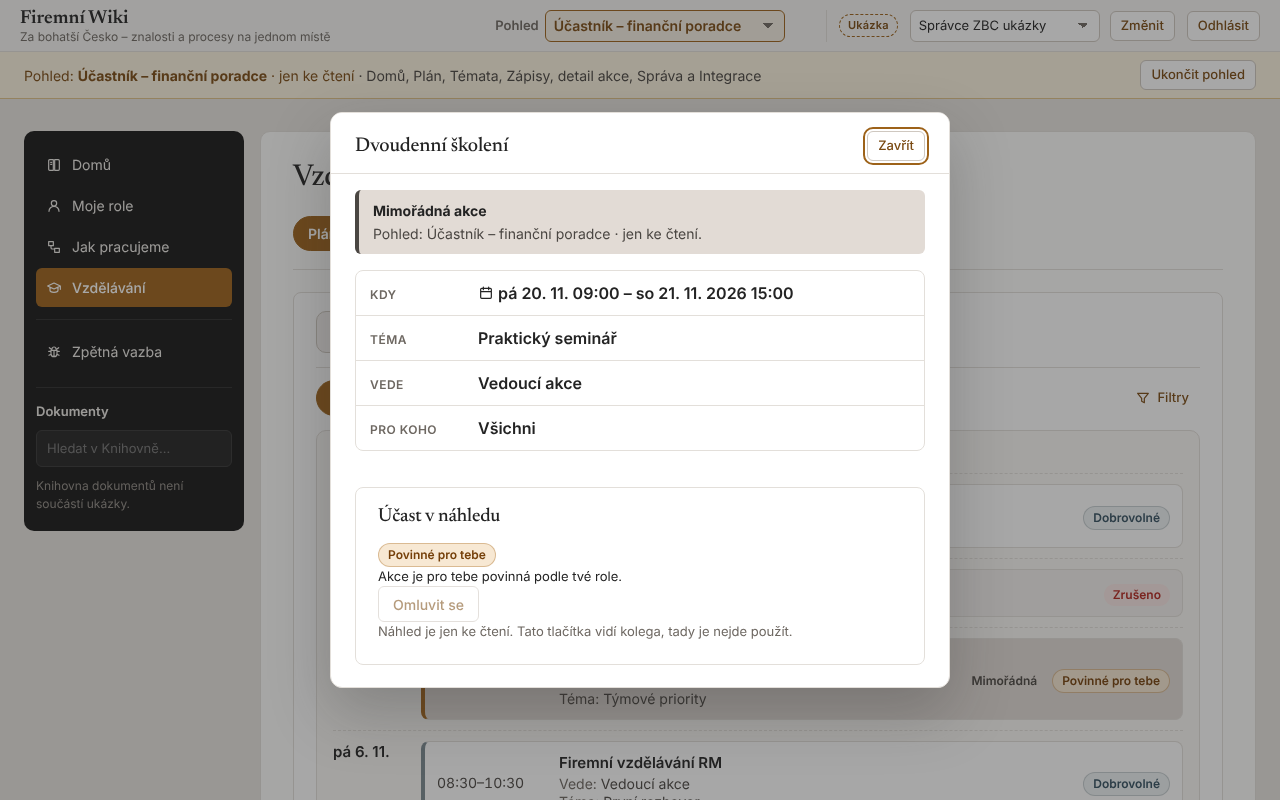 Firemní Wiki
Za bohatší Česko – znalosti a procesy na jednom místě
Pohled
Účastník – finanční poradce
Ukázka
Správce ZBC ukázky
Změnit
Odhlásit
Pohled: Účastník – finanční poradce · jen ke čtení · Domů, Plán, Témata, Zápisy, detail akce, Správa a Integrace
Ukončit pohled
Domů
Moje role
Jak pracujeme
Vzdělávání
Zpětná vazba
Dokumenty
Hledat v Knihovně…
Knihovna dokumentů není
součástí ukázky.
Dvoudenní školení
Zavřít
Mimořádná akce
Pohled: Účastník – finanční poradce · jen ke čtení.
KDY
pá 20. 11. 09:00 – so 21. 11. 2026 15:00
TÉMA
Praktický seminář
VEDE
Vedoucí akce
PRO KOHO
Všichni
Účast v náhledu
Povinné pro tebe
Akce je pro tebe povinná podle tvé role.
Omluvit se
Náhled je jen ke čtení. Tato tlačítka vidí kolega, tady je nejde použít.
Filtry
Dobrovolné
Zrušeno
Mimořádná
Povinné pro tebe
Téma: Týmové priority
pá 6. 11.
08:30–10:30
Firemní vzdělávání RM
Vede: Vedoucí akce
Dobrovolné